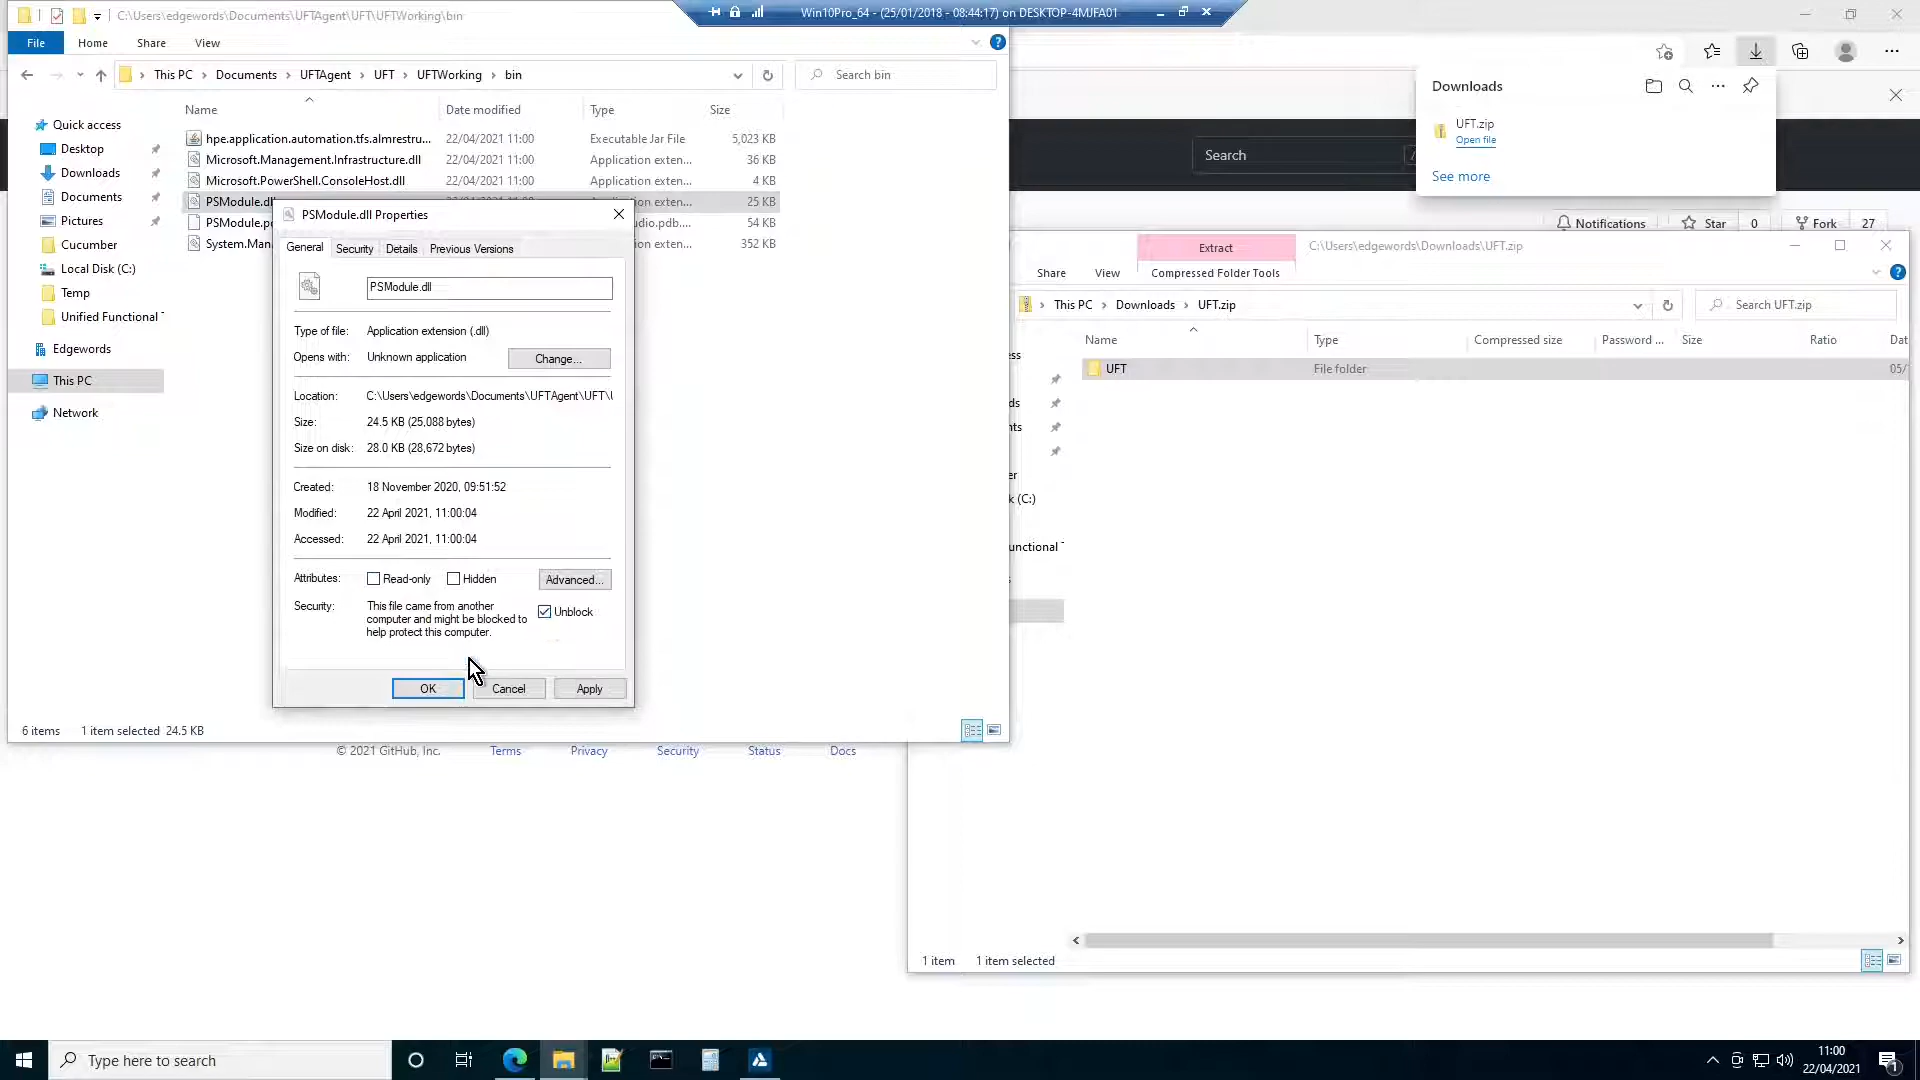 C:\Users\edgewords\Documents\UFTAgent\UFT\UFTWorking\bin
Win10Pro_64 - (25/01/2018 - 08:44:17) on DESKTOP-4MJFA01
File Home Share View
This PC > Documents > UFTAgent > UFT > UFTWorking > bin
Search bin
Name Date modified Type Size
Quick access
Desktop
Downloads
Documents
Pictures
Cucumber
Local Disk (C:)
Temp
Unified Functional T
Edgewords
This PC
Network
hpe.application.automation.tfs.almrestru... 22/04/2021 11:00 Executable Jar File 5,023 KB
Microsoft.Management.Infrastructure.dll 22/04/2021 11:00 Application exten... 36 KB
Microsoft.PowerShell.ConsoleHost.dll 22/04/2021 11:00 Application exten... 4 KB
PSModule.dll 25 KB
PSModule.p dio.pdb.... 54 KB
System.Man n exten... 352 KB
PSModule.dll Properties
General Security Details Previous Versions
PSModule.dll
Type of file: Application extension (.dll)
Opens with: Unknown application Change...
Location: C:\Users\edgewords\Documents\UFTAgent\UFT\U
Size: 24.5 KB (25,088 bytes)
Size on disk: 28.0 KB (28,672 bytes)
Created: 18 November 2020, 09:51:52
Modified: 22 April 2021, 11:00:04
Accessed: 22 April 2021, 11:00:04
Attributes: Read-only Hidden Advanced...
Security: This file came from another
computer and might be blocked to
help protect this computer.
Unblock
OK Cancel Apply
6 items 1 item selected 24.5 KB
© 2021 GitHub, Inc. Terms Privacy Security Status Docs
Downloads
UFT.zip
Open file
See more
Search /
Notifications Star 0 Fork 27
Extract C:\Users\edgewords\Downloads\UFT.zip
Share View Compressed Folder Tools
This PC > Downloads > UFT.zip
Search UFT.zip
Name Type Compressed size Password ... Size Ratio Dat
UFT File folder 05/
ess
ds
nts
er
k (C:)
unctional T
s
1 item 1 item selected
Type here to search
11:00
22/04/2021
1